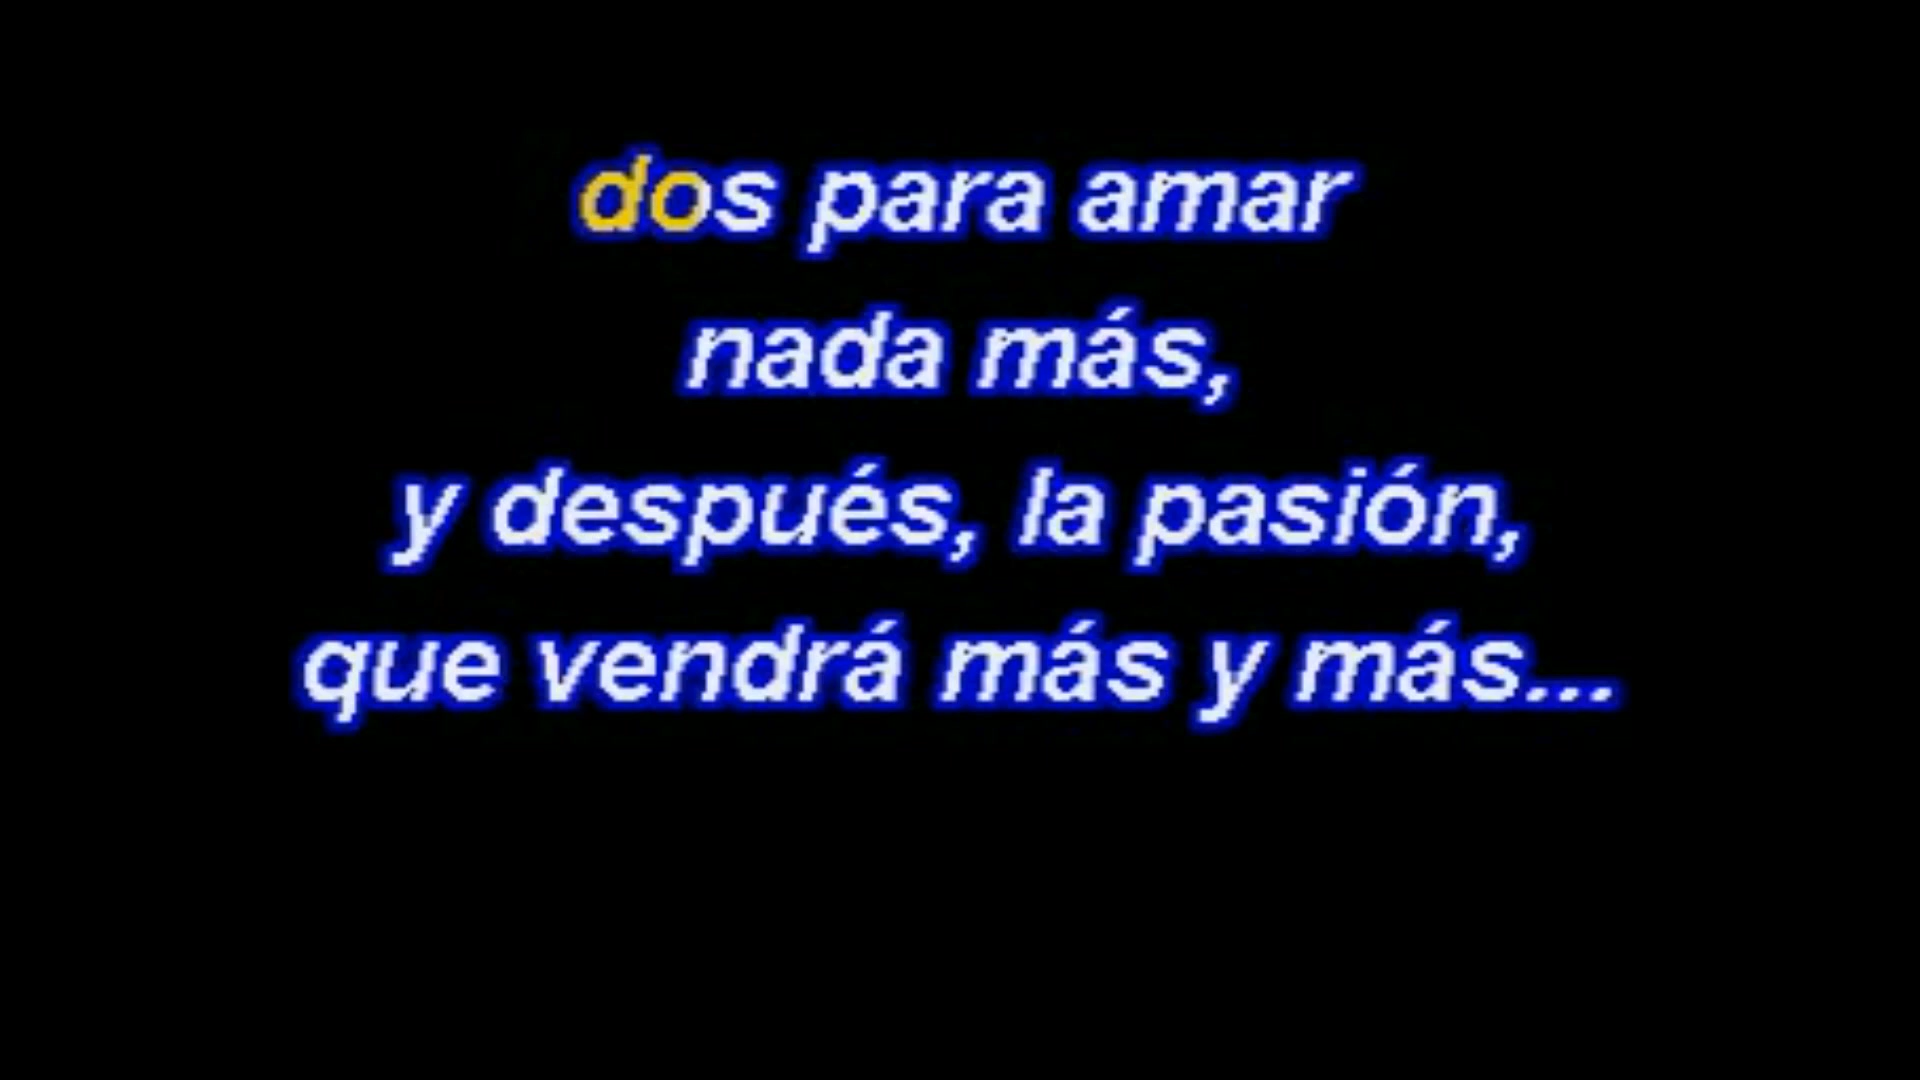 dos para amar
nada más,
y después, la pasión,
que vendrá más y más...